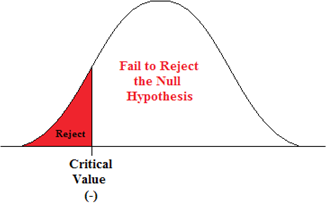 Fail to Reject
the Null
Hypothesis
Reject
Critical
Value
(-)